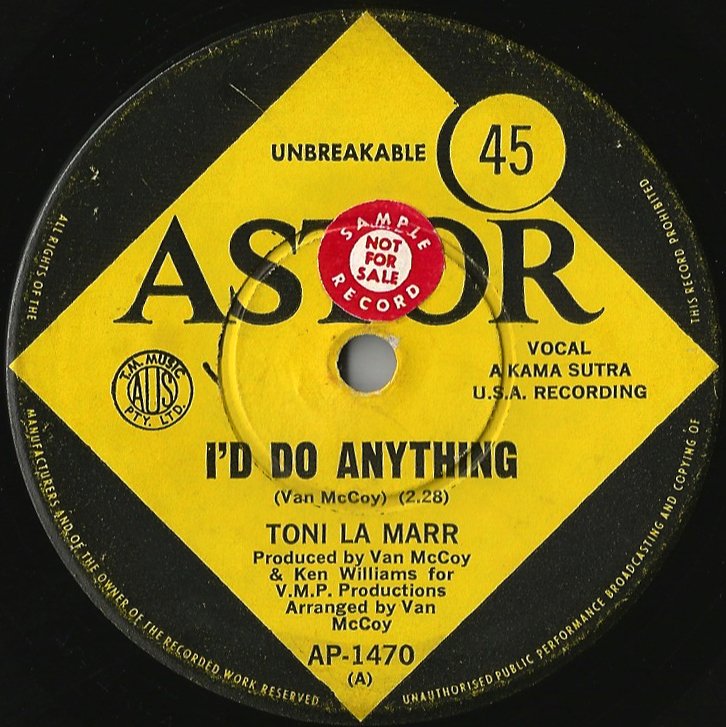 UNBREAKABLE
45
ASTOR
SAMPLE
NOT
FOR
SALE
RECORD
VOCAL
A KAMA SUTRA
U.S.A. RECORDING
T.M. MUSIC
AUS
PTY. LTD.
I'D DO ANYTHING
(Van McCoy) (2.28)
TONI LA MARR
Produced by Van McCoy
& Ken Williams for
V.M.P. Productions
Arranged by Van
McCoy
AP-1470
(A)
ALL RIGHTS OF THE
MANUFACTURERS AND OF THE OWNER OF THE RECORDED WORK RESERVED
UNAUTHORISED PUBLIC PERFORMANCE BROADCASTING AND COPYING OF
THIS RECORD PROHIBITED